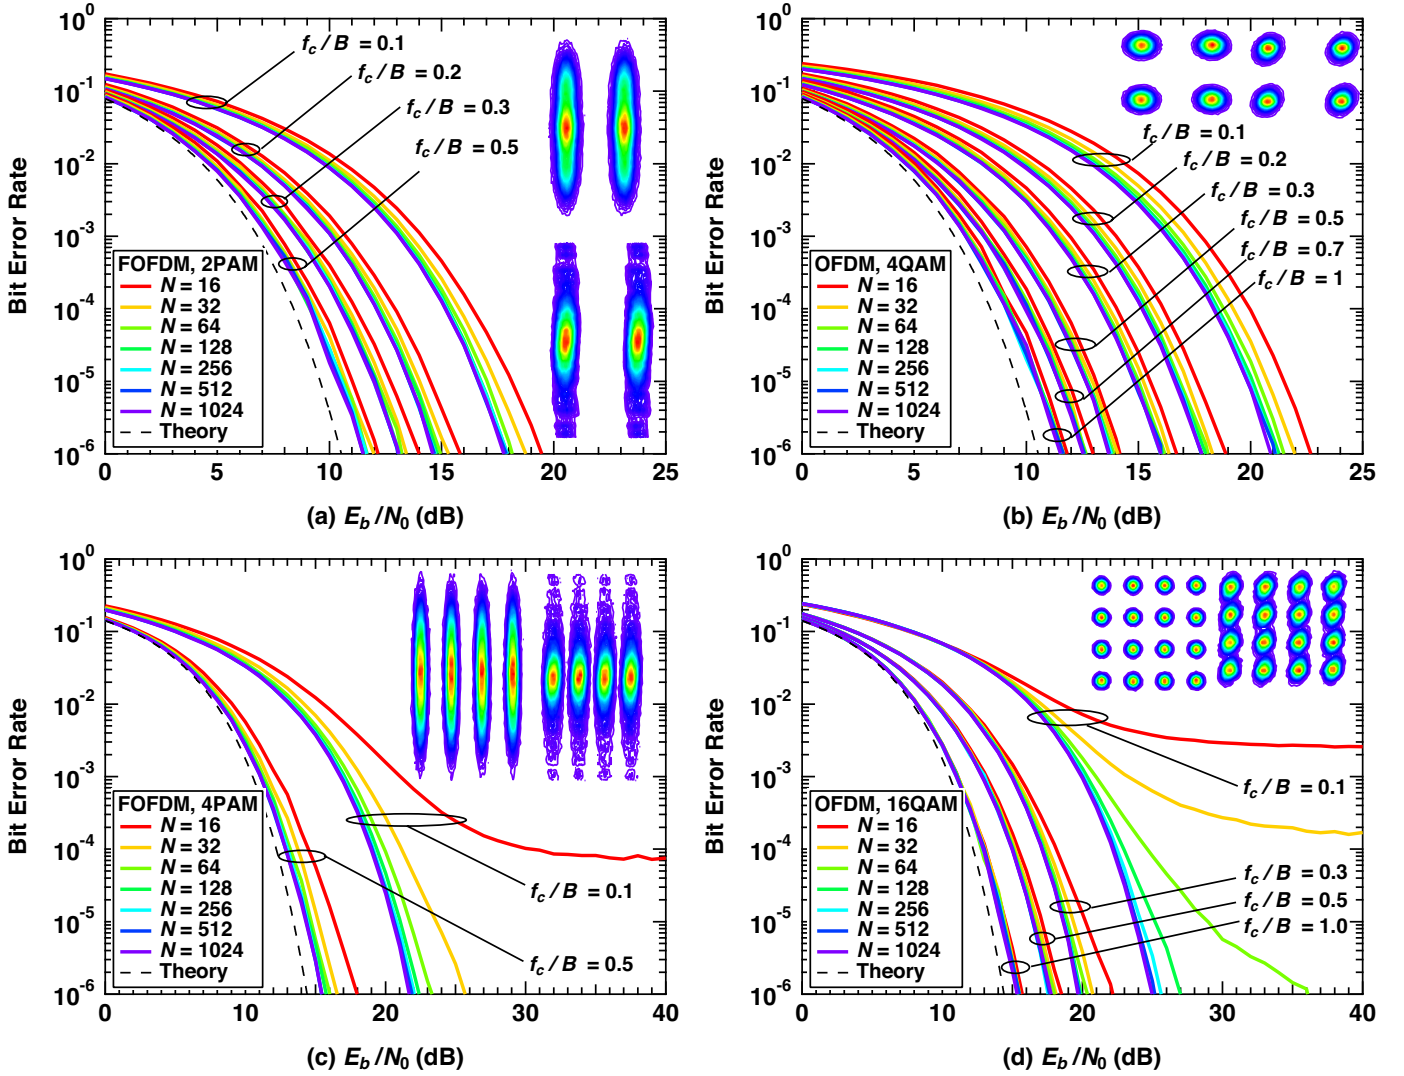 10^0
10^-1
10^-2
10^-3
10^-4
10^-5
10^-6
Bit Error Rate
f_c/B = 0.1
f_c/B = 0.2
f_c/B = 0.3
f_c/B = 0.5
FOFDM, 2PAM
N = 16
N = 32
N = 64
N = 128
N = 256
N = 512
N = 1024
Theory
0 5 10 15 20 25
(a) E_b/N_0 (dB)
10^0
10^-1
10^-2
10^-3
10^-4
10^-5
10^-6
Bit Error Rate
f_c/B = 0.1
f_c/B = 0.2
f_c/B = 0.3
f_c/B = 0.5
f_c/B = 0.7
f_c/B = 1
OFDM, 4QAM
N = 16
N = 32
N = 64
N = 128
N = 256
N = 512
N = 1024
Theory
0 5 10 15 20 25
(b) E_b/N_0 (dB)
10^0
10^-1
10^-2
10^-3
10^-4
10^-5
10^-6
Bit Error Rate
FOFDM, 4PAM
N = 16
N = 32
N = 64
N = 128
N = 256
N = 512
N = 1024
Theory
f_c/B = 0.1
f_c/B = 0.5
0 10 20 30 40
(c) E_b/N_0 (dB)
10^0
10^-1
10^-2
10^-3
10^-4
10^-5
10^-6
Bit Error Rate
f_c/B = 0.1
f_c/B = 0.3
f_c/B = 0.5
f_c/B = 1.0
OFDM, 16QAM
N = 16
N = 32
N = 64
N = 128
N = 256
N = 512
N = 1024
Theory
0 10 20 30 40
(d) E_b/N_0 (dB)